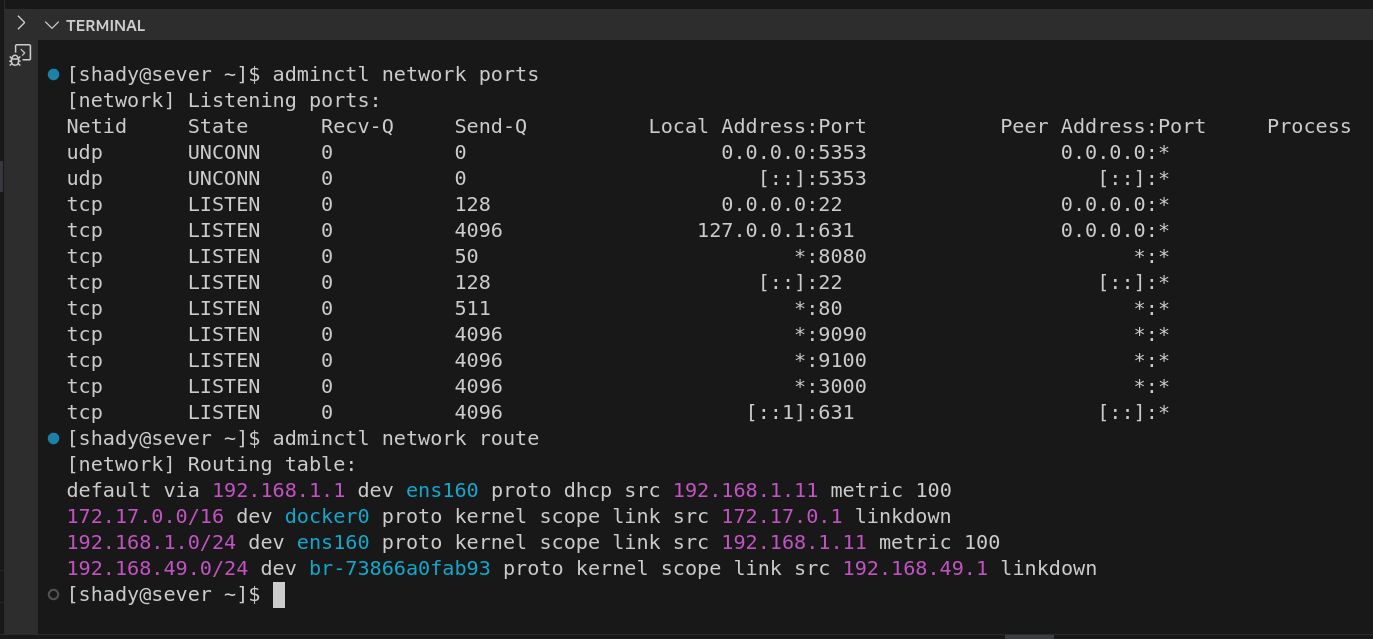 TERMINAL
[shady@sever ~]$ adminctl network ports
[network] Listening ports:
Netid     State      Recv-Q     Send-Q          Local Address:Port           Peer Address:Port     Process
udp       UNCONN     0          0                     0.0.0.0:5353                0.0.0.0:*
udp       UNCONN     0          0                        [::]:5353                   [::]:*
tcp       LISTEN     0          128                   0.0.0.0:22                  0.0.0.0:*
tcp       LISTEN     0          4096                127.0.0.1:631                 0.0.0.0:*
tcp       LISTEN     0          50                          *:8080                      *:*
tcp       LISTEN     0          128                      [::]:22                     [::]:*
tcp       LISTEN     0          511                         *:80                        *:*
tcp       LISTEN     0          4096                        *:9090                      *:*
tcp       LISTEN     0          4096                        *:9100                      *:*
tcp       LISTEN     0          4096                        *:3000                      *:*
tcp       LISTEN     0          4096                    [::1]:631                    [::]:*
[shady@sever ~]$ adminctl network route
[network] Routing table:
default via 192.168.1.1 dev ens160 proto dhcp src 192.168.1.11 metric 100
172.17.0.0/16 dev docker0 proto kernel scope link src 172.17.0.1 linkdown
192.168.1.0/24 dev ens160 proto kernel scope link src 192.168.1.11 metric 100
192.168.49.0/24 dev br-73866a0fab93 proto kernel scope link src 192.168.49.1 linkdown
[shady@sever ~]$